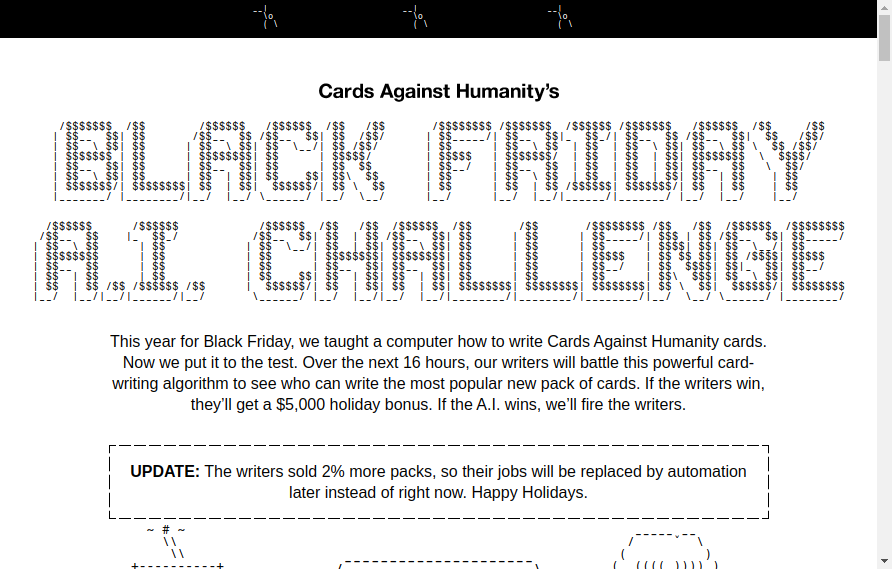 Cards Against Humanity’s
BLACK FRIDAY
A.I. CHALLENGE
This year for Black Friday, we taught a computer how to write Cards Against Humanity cards.
Now we put it to the test. Over the next 16 hours, our writers will battle this powerful card-
writing algorithm to see who can write the most popular new pack of cards. If the writers win,
they’ll get a $5,000 holiday bonus. If the A.I. wins, we’ll fire the writers.
UPDATE: The writers sold 2% more packs, so their jobs will be replaced by automation
later instead of right now. Happy Holidays.